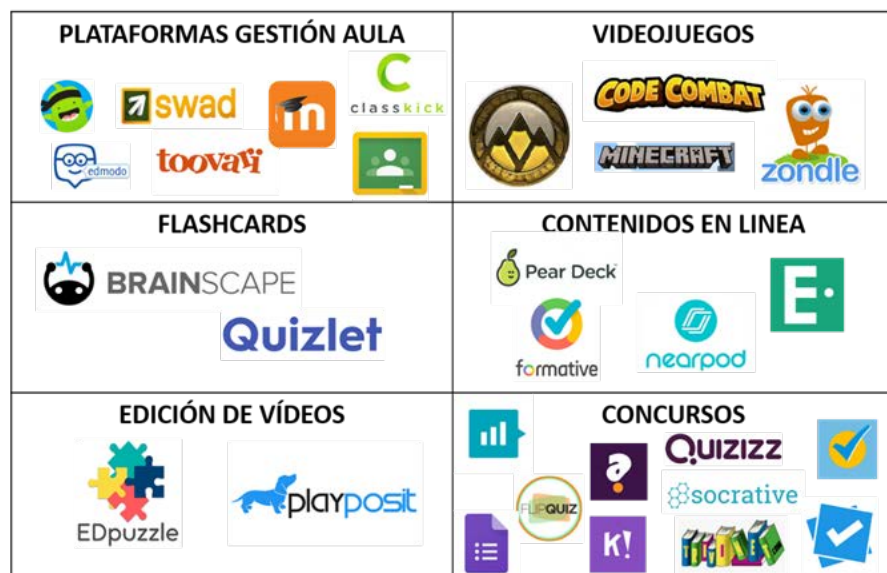 PLATAFORMAS GESTIÓN AULA
swad
m
classkick
edmodo
toovari
VIDEOJUEGOS
CODE COMBAT
MINECRAFT
zondle
FLASHCARDS
BRAINSCAPE
Quizlet
CONTENIDOS EN LINEA
Pear Deck
E
formative
nearpod
EDICIÓN DE VÍDEOS
EDpuzzle
playposit
CONCURSOS
QUIZIZZ
a
socrative
FLIPQUIZ
K!